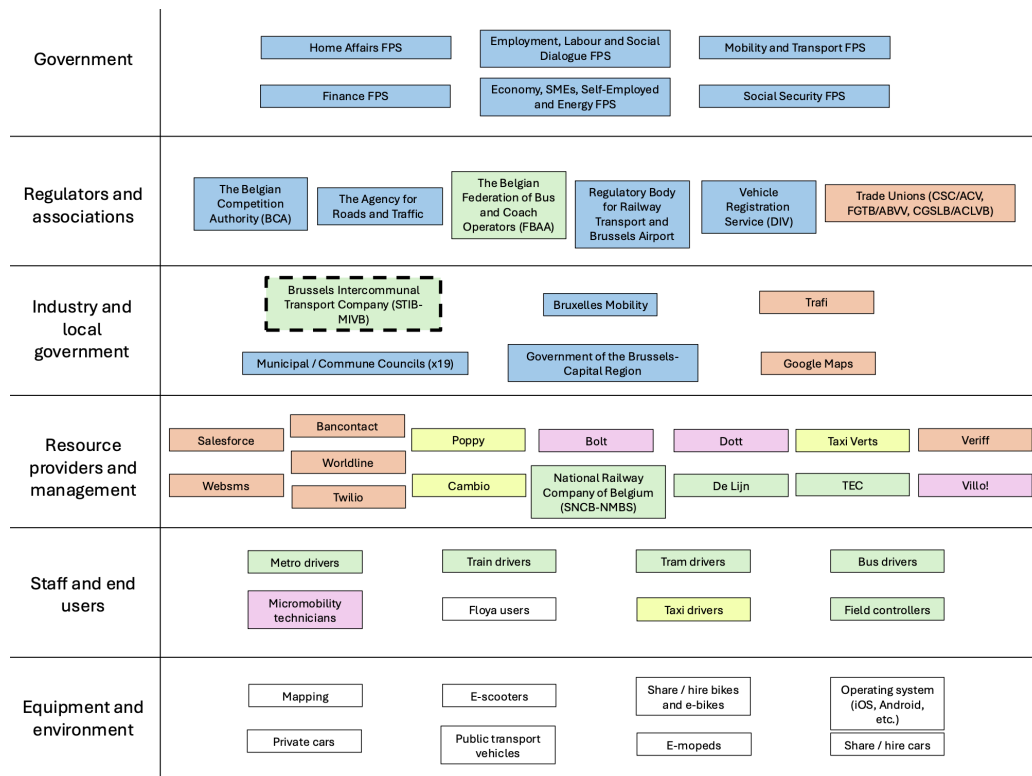 Government
Home Affairs FPS
Employment, Labour and Social
Dialogue FPS
Mobility and Transport FPS
Finance FPS
Economy, SMEs, Self-Employed
and Energy FPS
Social Security FPS
Regulators and
associations
The Belgian
Competition
Authority (BCA)
The Agency for
Roads and Traffic
The Belgian
Federation of Bus
and Coach
Operators (FBAA)
Regulatory Body
for Railway
Transport and
Brussels Airport
Vehicle
Registration
Service (DIV)
Trade Unions (CSC/ACV,
FGTB/ABVV, CGSLB/ACLVB)
Industry and
local
government
Brussels Intercommunal
Transport Company (STIB-
MIVB)
Bruxelles Mobility
Trafi
Municipal / Commune Councils (x19)
Government of the Brussels-
Capital Region
Google Maps
Resource
providers and
management
Salesforce
Bancontact
Poppy
Bolt
Dott
Taxi Verts
Veriff
Worldline
Websms
Twilio
Cambio
National Railway
Company of Belgium
(SNCB-NMBS)
De Lijn
TEC
Villo!
Staff and end
users
Metro drivers
Train drivers
Tram drivers
Bus drivers
Micromobility
technicians
Floya users
Taxi drivers
Field controllers
Equipment and
environment
Mapping
E-scooters
Share / hire bikes
and e-bikes
Operating system
(iOS, Android,
etc.)
Private cars
Public transport
vehicles
E-mopeds
Share / hire cars